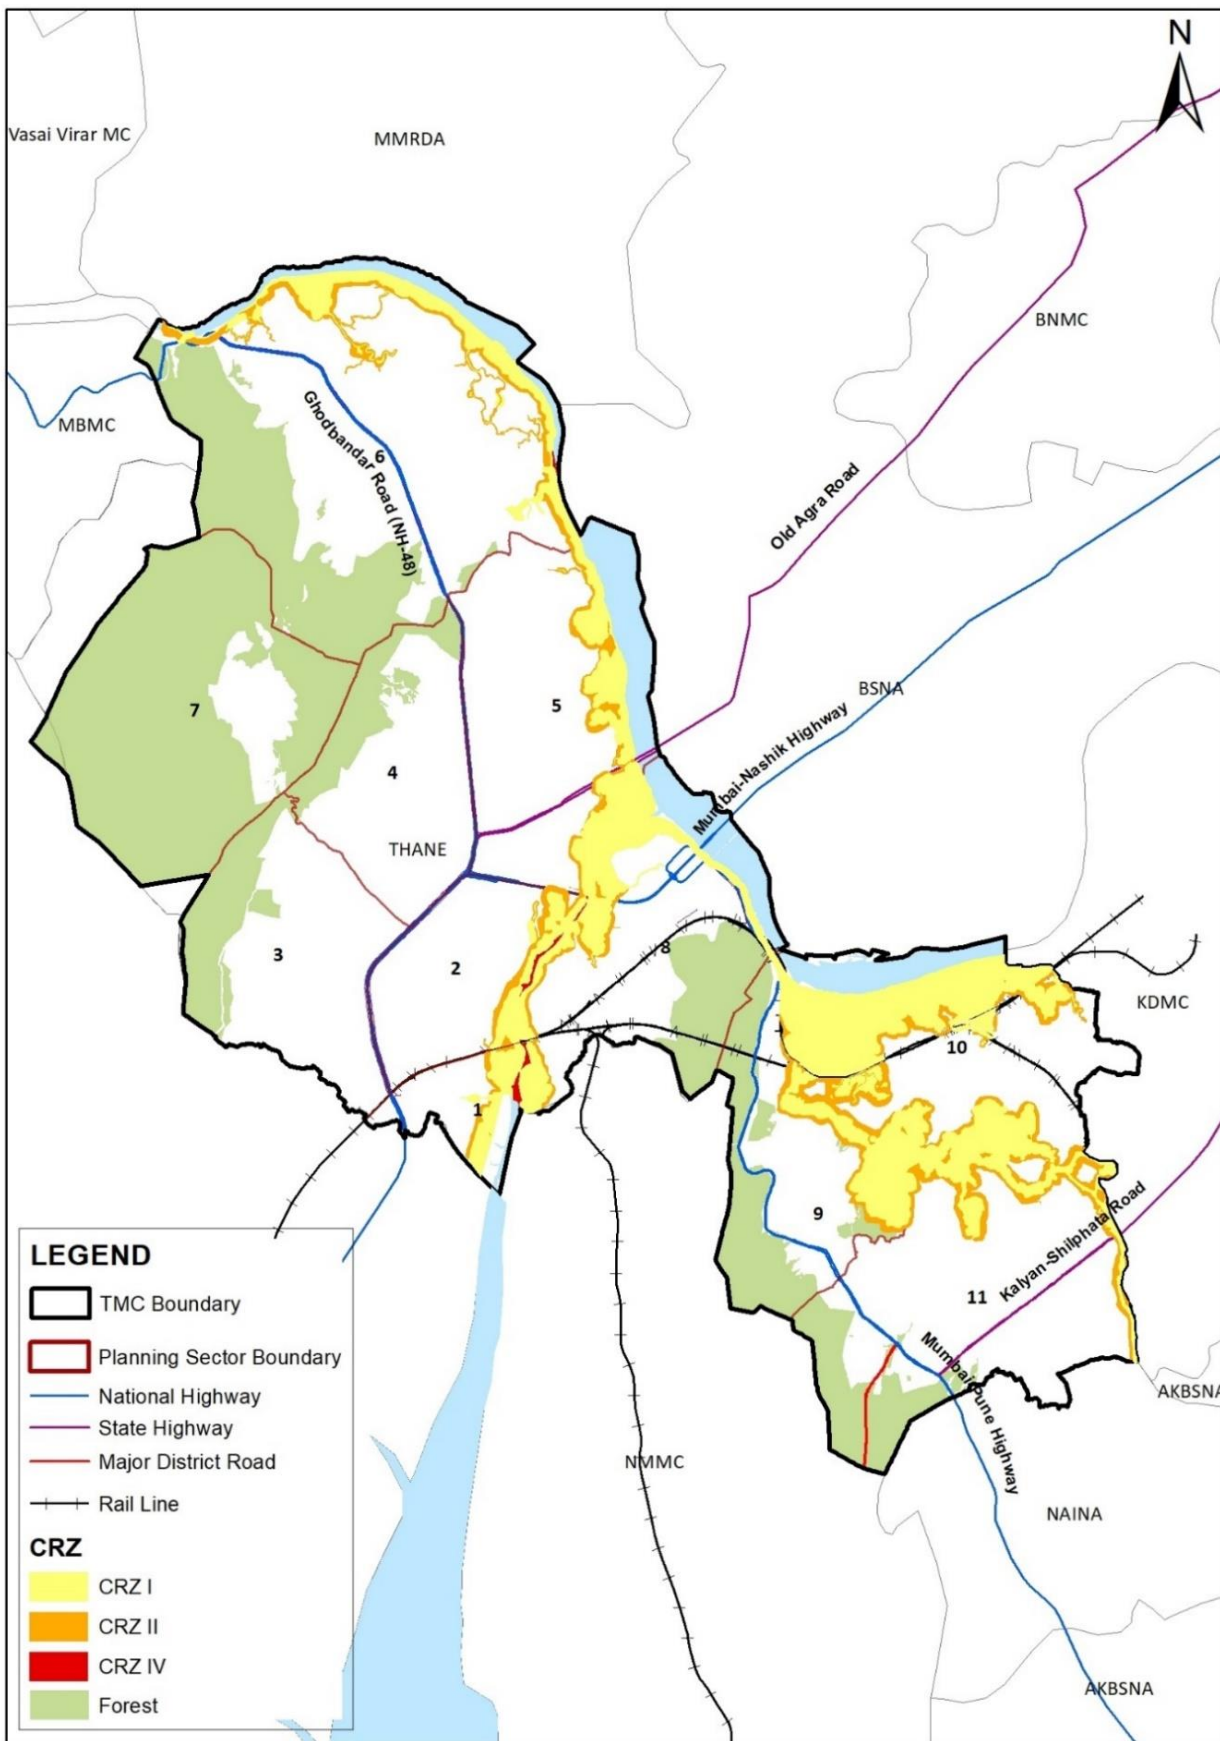 N
Vasai Virar MC
MMRDA
BNMC
MBMC
Ghodbandar Road (NH-48)
6
Old Agra Road
BSNA
7
5
Mumbai-Nashik Highway
4
THANE
3
2
8
KDMC
10
1
9
Kalyan-Shilphata Road
11
Mumbai-Pune Highway
AKBSNA
NMMC
NAINA
AKBSNA
LEGEND
TMC Boundary
Planning Sector Boundary
National Highway
State Highway
Major District Road
Rail Line
CRZ
CRZ I
CRZ II
CRZ IV
Forest